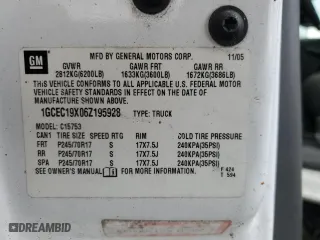 GM
MFD BY GENERAL MOTORS CORP. 11/05
GVWR GAWR FRT GAWR RR
2812KG(6200LB) 1633KG(3600LB) 1672KG(3686LB)
THIS VEHICLE CONFORMS TO ALL APPLICABLE U.S. FEDERAL MOTOR
VEHICLE SAFETY STANDARDS IN EFFECT ON THE DATE OF
MANUFACTURE SHOWN ABOVE.
1GCEC19X06Z195928 TYPE: TRUCK
MODEL: C15753
CAN1 TIRE SIZE SPEED RTG RIM COLD TIRE PRESSURE
FRT P245/70R17 S 17X7.5J 240KPA(35PSI)
RR P245/70R17 S 17X7.5J 240KPA(35PSI)
SPA P245/70R17 S 17X7.5J 240KPA(35PSI)
SEE OWNER'S MANUAL FOR MORE INFORMATION.
F 424
T 594
AUTOBIDCAR